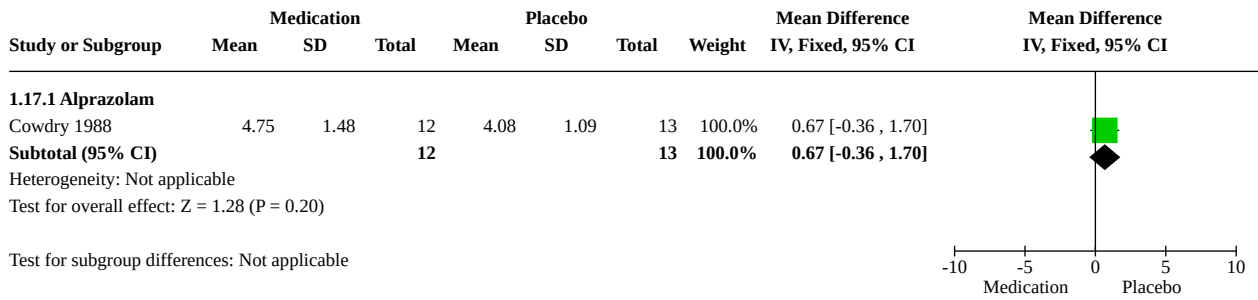 Medication Placebo Mean Difference Mean Difference
Study or Subgroup Mean SD Total Mean SD Total Weight IV, Fixed, 95% CI IV, Fixed, 95% CI
1.17.1 Alprazolam
Cowdry 1988 4.75 1.48 12 4.08 1.09 13 100.0% 0.67 [-0.36 , 1.70]
Subtotal (95% CI) 12 13 100.0% 0.67 [-0.36 , 1.70]
Heterogeneity: Not applicable
Test for overall effect: Z = 1.28 (P = 0.20)
Test for subgroup differences: Not applicable
-10 -5 0 5 10
Medication Placebo